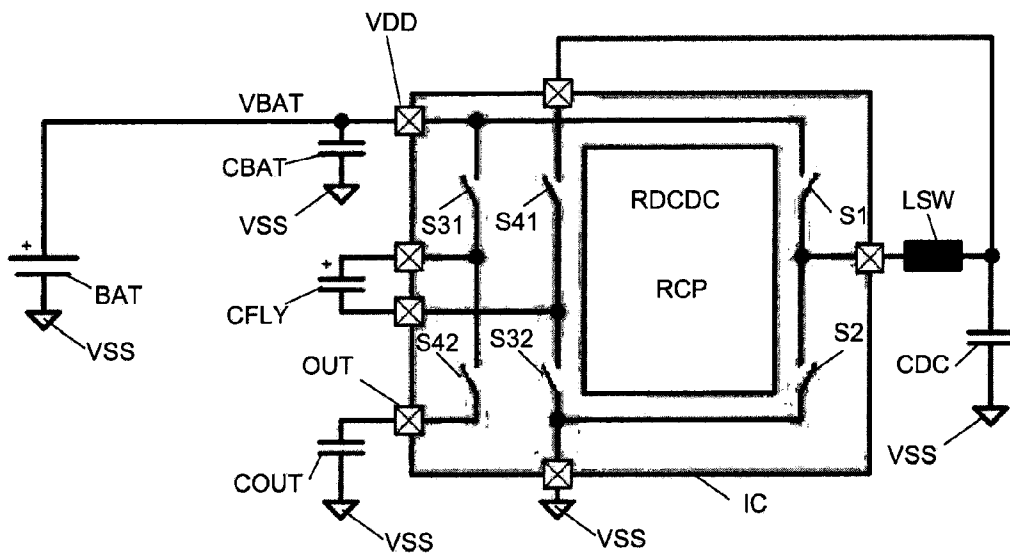 VDD
VBAT
CBAT
VSS
S31
S41
RDCDC
S1
LSW
BAT
CFLY
RCP
VSS
S42
S32
S2
OUT
CDC
COUT
VSS
IC
VSS
VSS